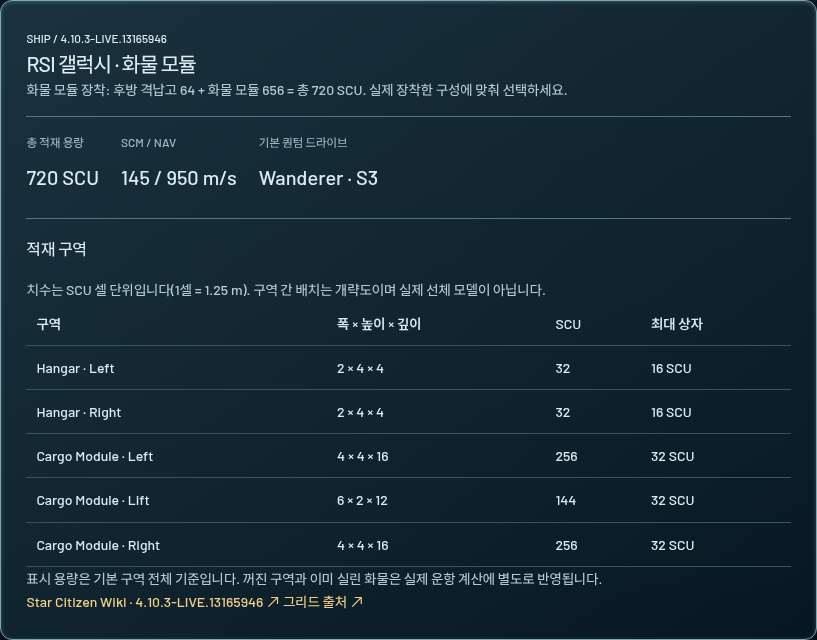 SHIP / 4.10.3-LIVE.13165946
RSI 갤럭시 · 화물 모듈
화물 모듈 장착: 후방 격납고 64 + 화물 모듈 656 = 총 720 SCU. 실제 장착한 구성에 맞춰 선택하세요.
총 적재 용량 SCM / NAV 기본 퀀텀 드라이브
720 SCU 145 / 950 m/s Wanderer · S3
적재 구역
치수는 SCU 셀 단위입니다(1셀 = 1.25 m). 구역 간 배치는 개략도이며 실제 선체 모델이 아닙니다.
구역 폭 × 높이 × 깊이 SCU 최대 상자
Hangar · Left 2 × 4 × 4 32 16 SCU
Hangar · Right 2 × 4 × 4 32 16 SCU
Cargo Module · Left 4 × 4 × 16 256 32 SCU
Cargo Module · Lift 6 × 2 × 12 144 32 SCU
Cargo Module · Right 4 × 4 × 16 256 32 SCU
표시 용량은 기본 구역 전체 기준입니다. 꺼진 구역과 이미 실린 화물은 실제 운항 계산에 별도로 반영됩니다.
Star Citizen Wiki · 4.10.3-LIVE.13165946 ↗ 그리드 출처 ↗